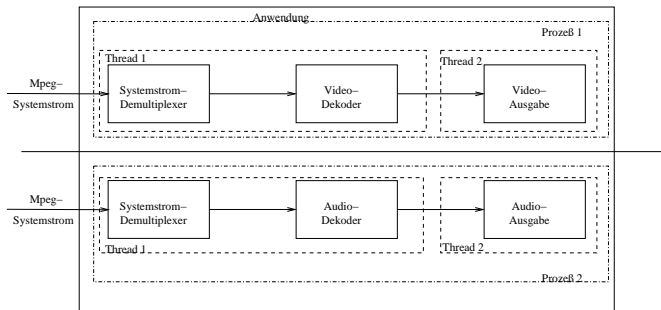 Anwendung
Prozeß 1
Thread 1
Thread 2
Mpeg–
Systemstrom
Systemstrom–
Demultiplexer
Video–
Dekoder
Video–
Ausgabe
Mpeg–
Systemstrom
Systemstrom–
Demultiplexer
Audio–
Dekoder
Audio–
Ausgabe
Thread 1
Thread 2
Prozeß 2